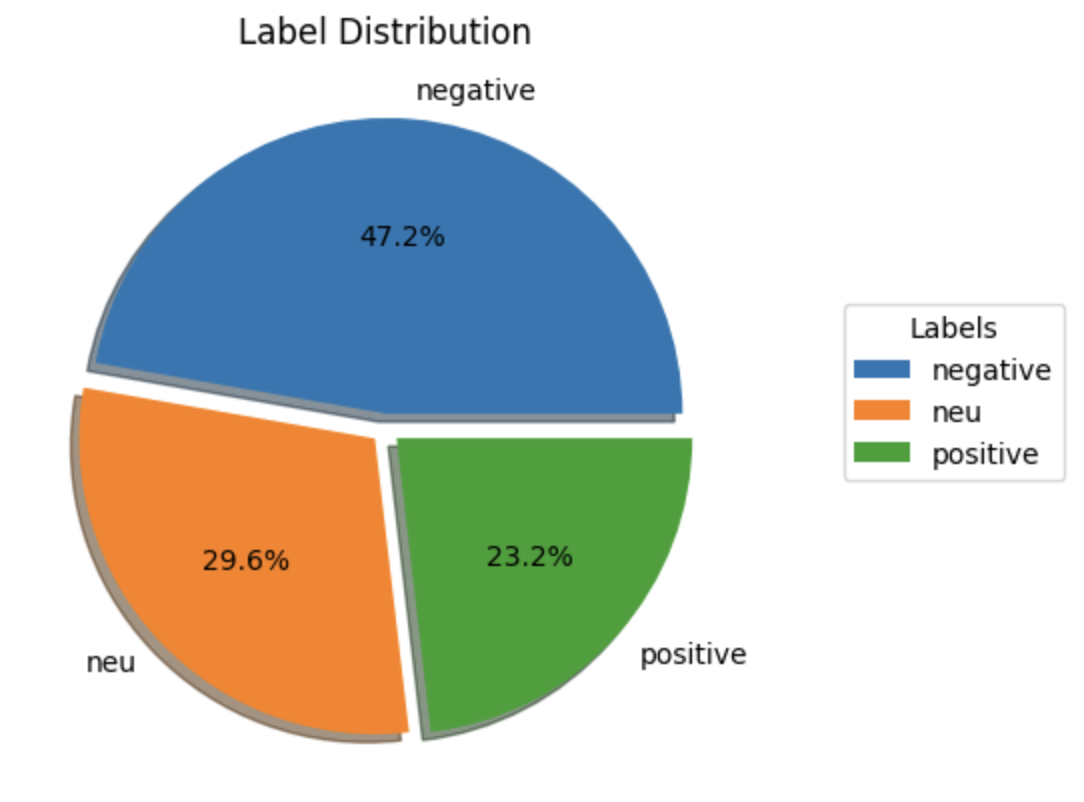 Label Distribution
negative
47.2%
29.6%
23.2%
neu
positive
Labels
negative
neu
positive